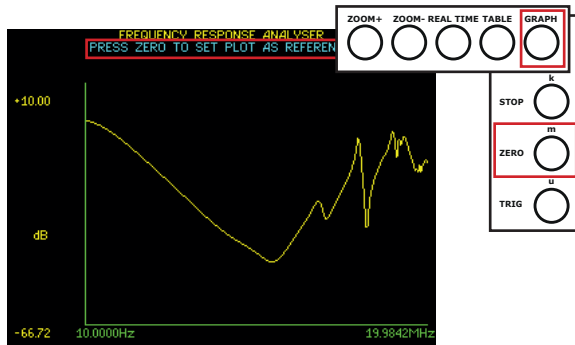 FREQUENCY RESPONSE ANALYSER
PRESS ZERO TO SET PLOT AS REFEREN
ZOOM+ ZOOM- REAL TIME TABLE GRAPH
k
STOP
m
ZERO
u
TRIG
+10.00
dB
-66.72
10.0000Hz 19.9842MHz